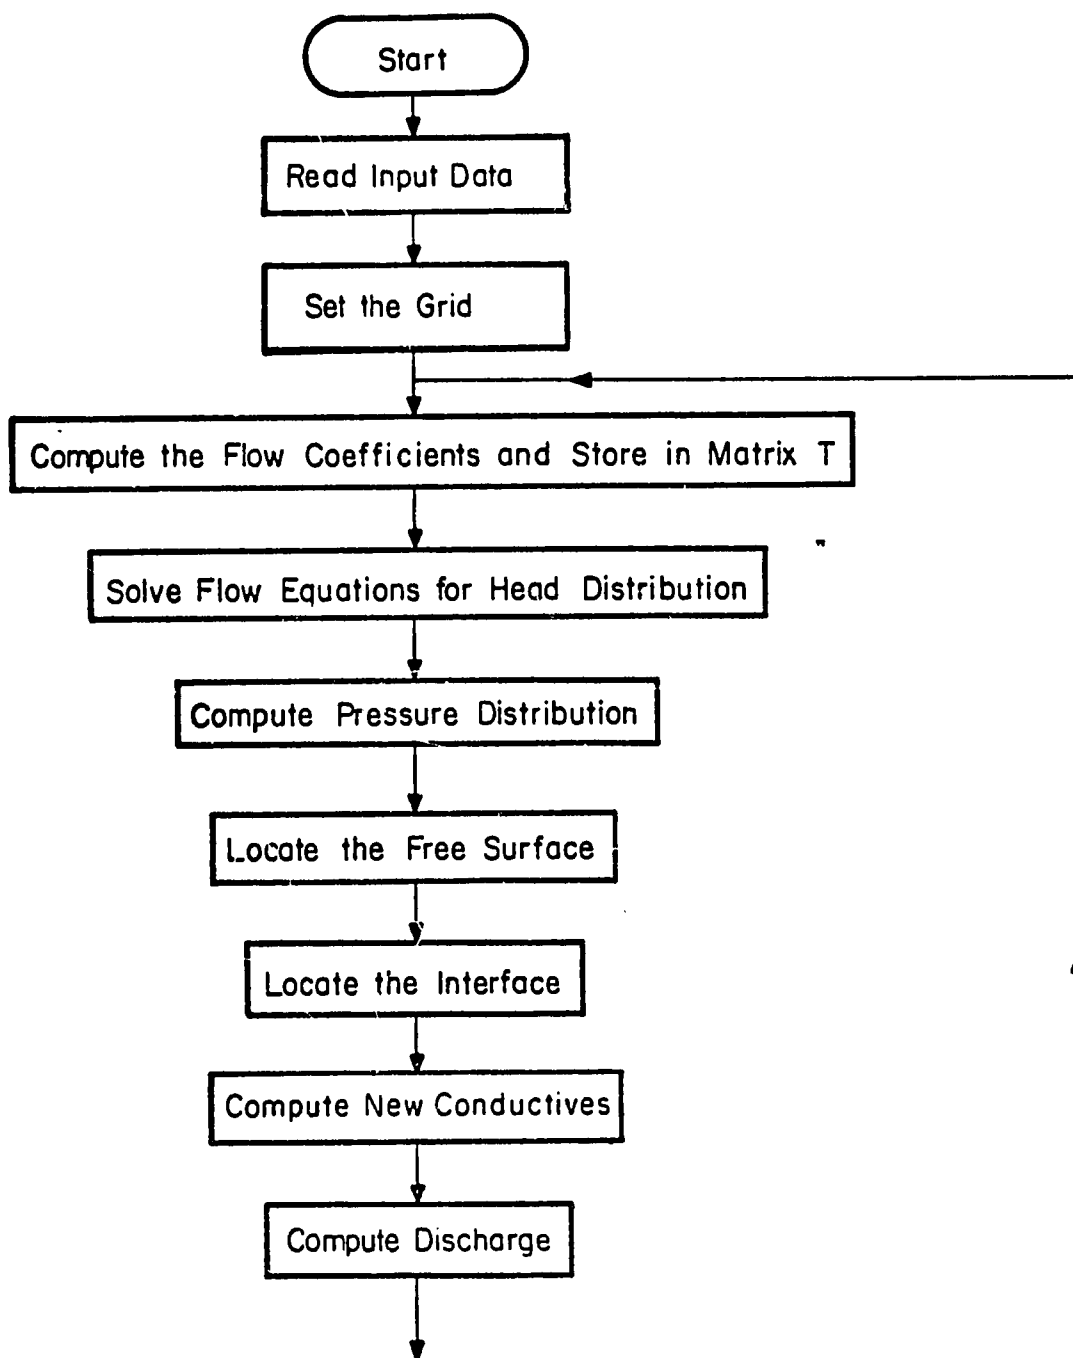 Start
Read Input Data
Set the Grid
Compute the Flow Coefficients and Store in Matrix T
Solve Flow Equations for Head Distribution
Compute Pressure Distribution
Locate the Free Surface
Locate the Interface
Compute New Conductives
Compute Discharge